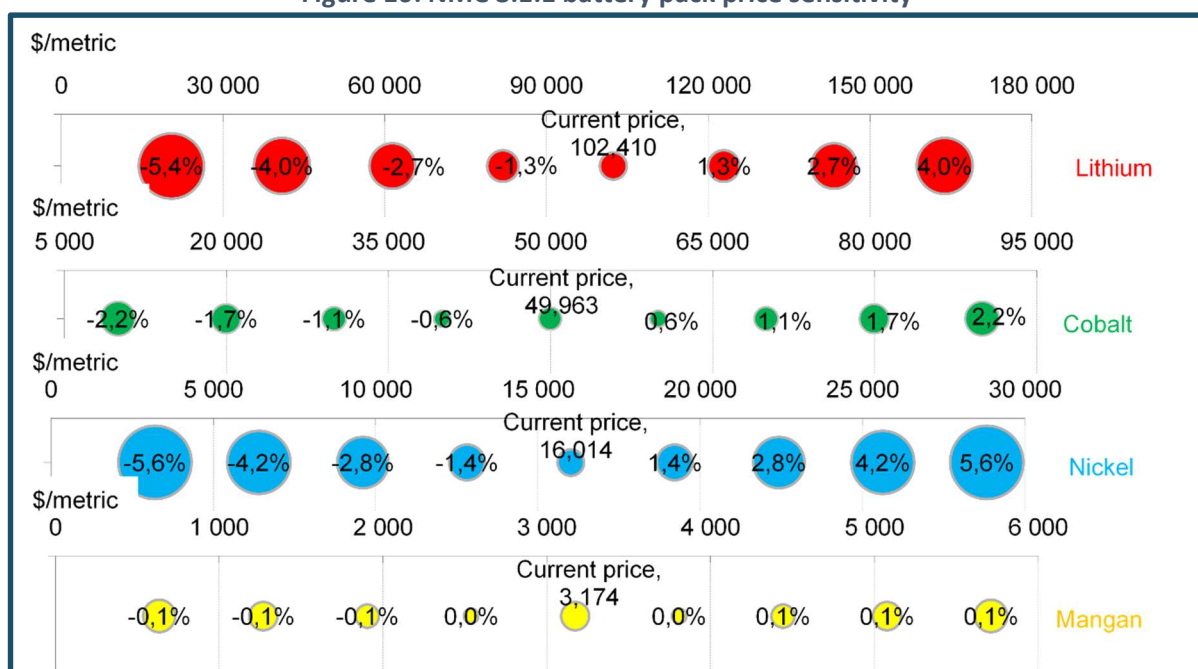 Figure NMC battery pack price sensitivity
$/metric
0 30 000 60 000 90 000 120 000 150 000 180 000
Current price,
102,410
-5,4% -4,0% -2,7% -1,3% 1,3% 2,7% 4,0% Lithium
$/metric
5 000 20 000 35 000 50 000 65 000 80 000 95 000
Current price,
49,963
-2,2% -1,7% -1,1% -0,6% 0,6% 1,1% 1,7% 2,2% Cobalt
$/metric
0 5 000 10 000 15 000 20 000 25 000 30 000
Current price,
16,014
-5,6% -4,2% -2,8% -1,4% 1,4% 2,8% 4,2% 5,6% Nickel
$/metric
0 1 000 2 000 3 000 4 000 5 000 6 000
Current price,
3,174
-0,1% -0,1% -0,1% 0,0% 0,0% 0,1% 0,1% 0,1% Mangan